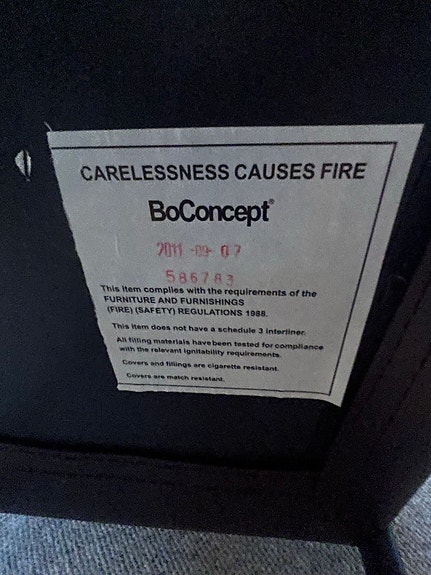 CARELESSNESS CAUSES FIRE
BoConcept®
2011 -09- 07
586783
This item complies with the requirements of the
FURNITURE AND FURNISHINGS
(FIRE) (SAFETY) REGULATIONS 1988.
This item does not have a schedule 3 interliner.
All filling materials have been tested for compliance
with the relevant ignitability requirements.
Covers and fillings are cigarette resistant.
Covers are match resistant.